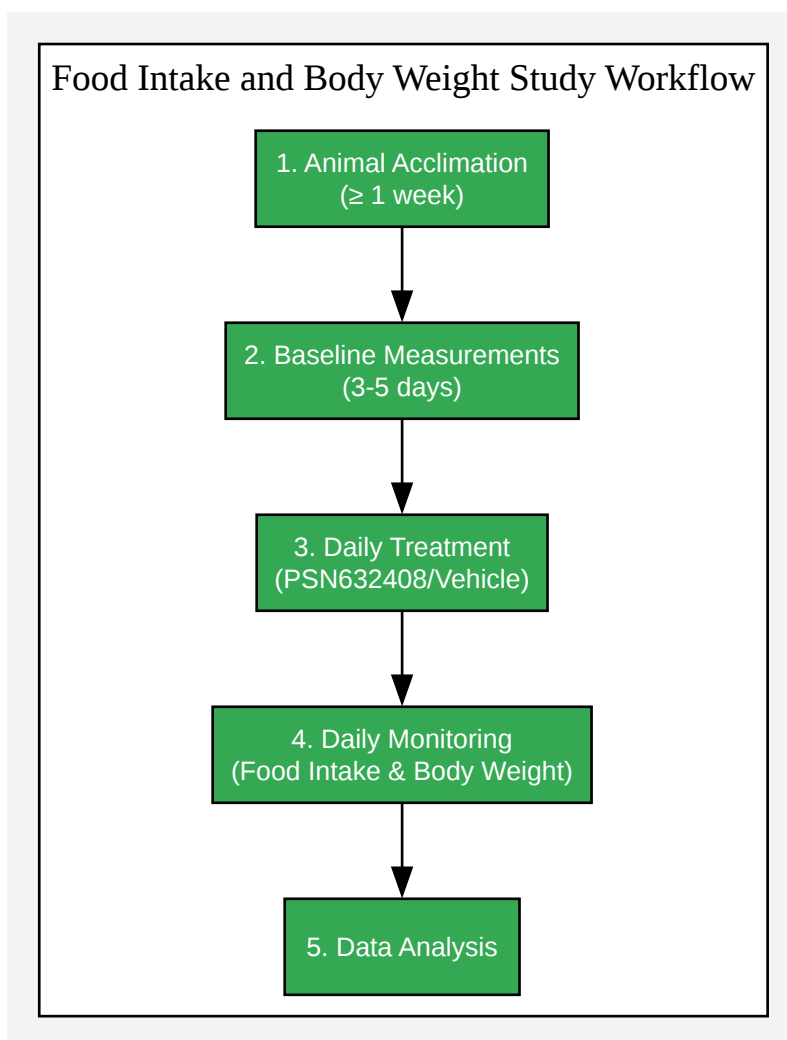 Food Intake and Body Weight Study Workflow
1. Animal Acclimation
(≥ 1 week)
2. Baseline Measurements
(3-5 days)
3. Daily Treatment
(PSN632408/Vehicle)
4. Daily Monitoring
(Food Intake & Body Weight)
5. Data Analysis